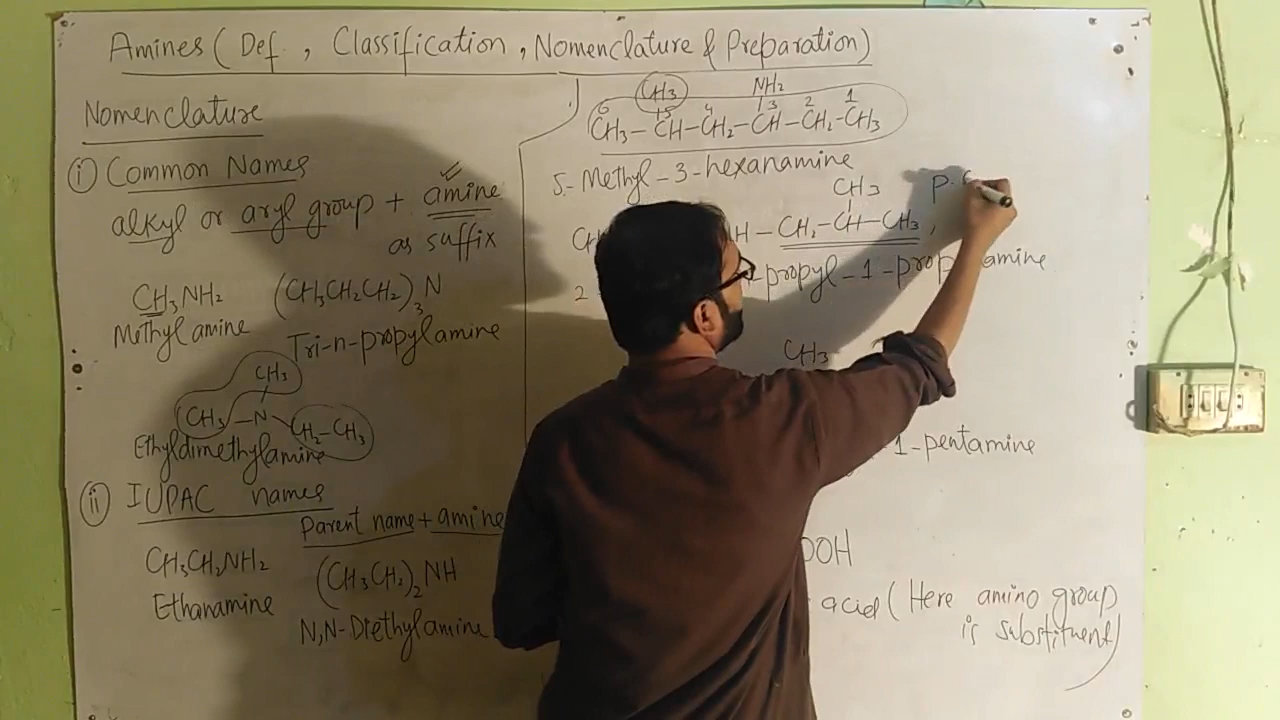 Amines ( Def. , Classification , Nomenclature & Preparation )
Nomenclature
i) Common Names
alkyl or aryl group + amine
as suffix
CH3NH2 (CH3CH2CH2)3N
Methylamine Tri-n-propylamine
CH3
CH3 - N CH2-CH3
Ethyldimethylamine
ii) IUPAC names
Parent name + amine
CH3CH2NH2 (CH3CH2)2NH
Ethanamine N,N-Diethylamine
CH3 NH2
6 5 4 3 2 1
CH3 - CH - CH2 - CH - CH2 - CH3
5-Methyl-3-hexanamine
CH3
H - CH2 - CH - CH3 ,
2 propyl-1-prop amine
CH3
1-pentamine
OOH
acid ( Here amino group
is substituent )